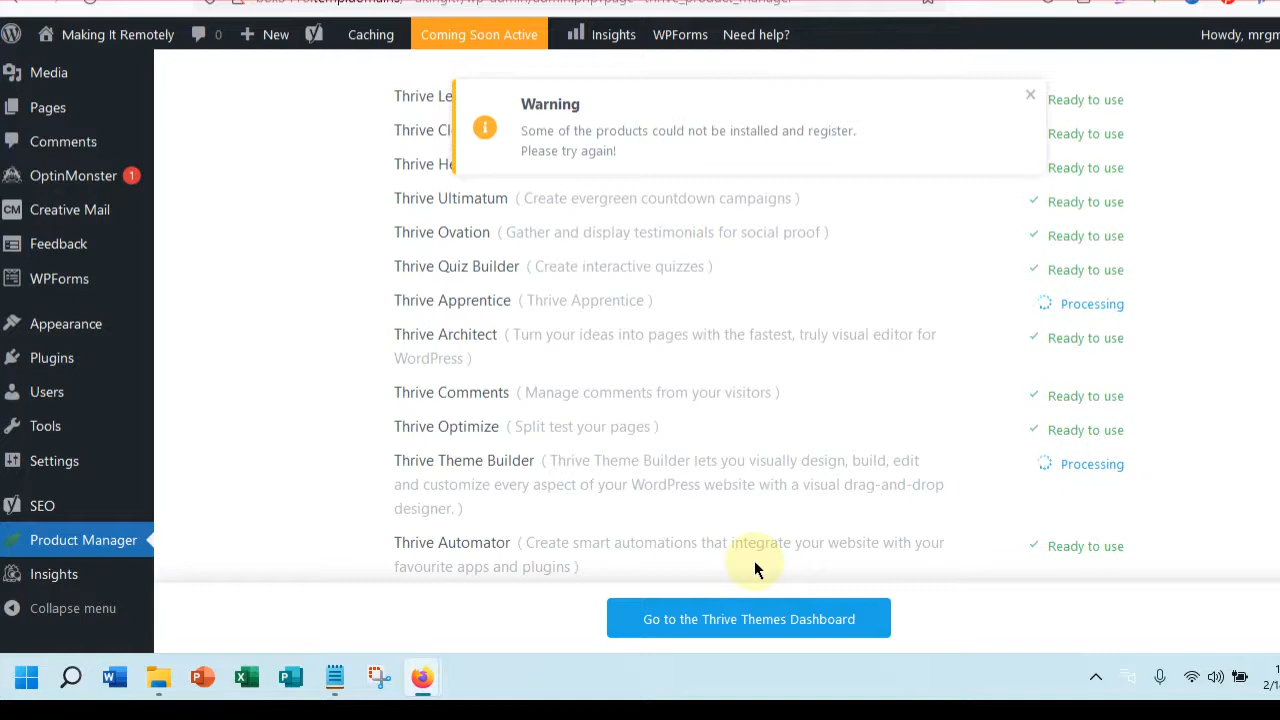 Making It Remotely
0
New
Caching
Coming Soon Active
Insights
WPForms
Need help?
Howdy, mrgm
Media
Pages
Comments
OptinMonster 1
CM Creative Mail
Feedback
WPForms
Appearance
Plugins
Users
Tools
Settings
SEO
Product Manager
Insights
Collapse menu
Warning
Some of the products could not be installed and register.
Please try again!
Thrive Le
Ready to use
Thrive Cl
Ready to use
Thrive He
Ready to use
Thrive Ultimatum ( Create evergreen countdown campaigns )
Ready to use
Thrive Ovation ( Gather and display testimonials for social proof )
Ready to use
Thrive Quiz Builder ( Create interactive quizzes )
Ready to use
Thrive Apprentice ( Thrive Apprentice )
Processing
Thrive Architect ( Turn your ideas into pages with the fastest, truly visual editor for
WordPress )
Ready to use
Thrive Comments ( Manage comments from your visitors )
Ready to use
Thrive Optimize ( Split test your pages )
Ready to use
Thrive Theme Builder ( Thrive Theme Builder lets you visually design, build, edit
and customize every aspect of your WordPress website with a visual drag-and-drop
designer. )
Processing
Thrive Automator ( Create smart automations that integrate your website with your
favourite apps and plugins )
Ready to use
Go to the Thrive Themes Dashboard